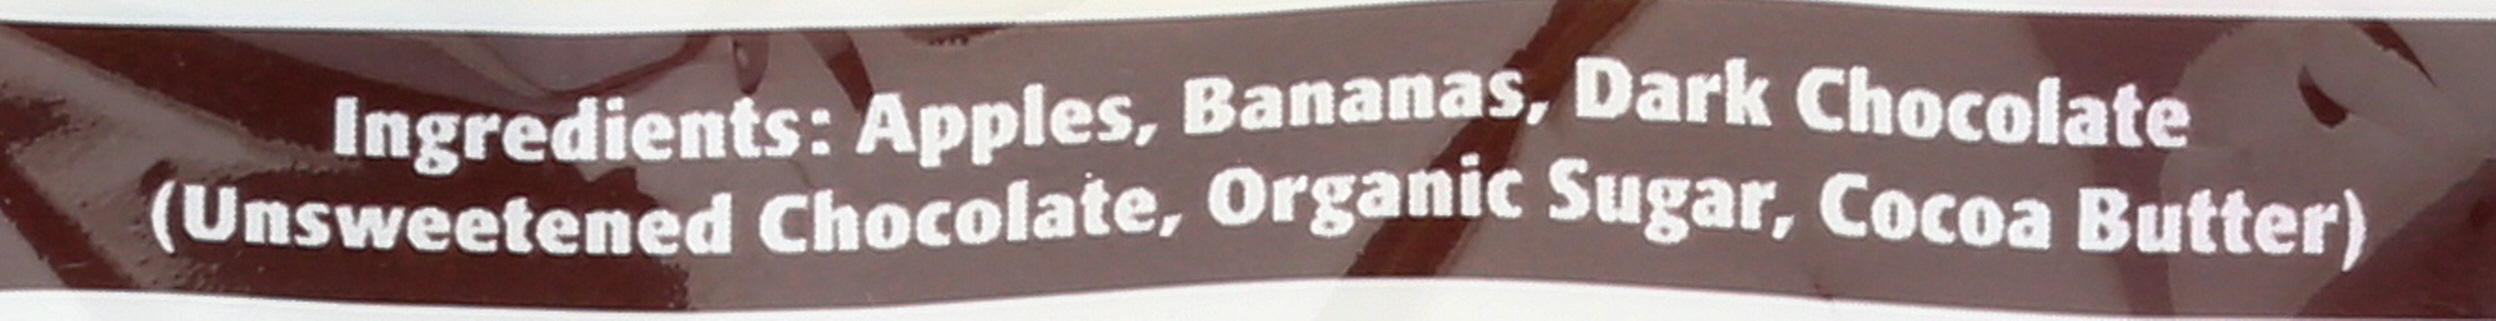 Ingredients: Apples, Bananas, Dark Chocolate
(Unsweetened Chocolate, Organic Sugar, Cocoa Butter)